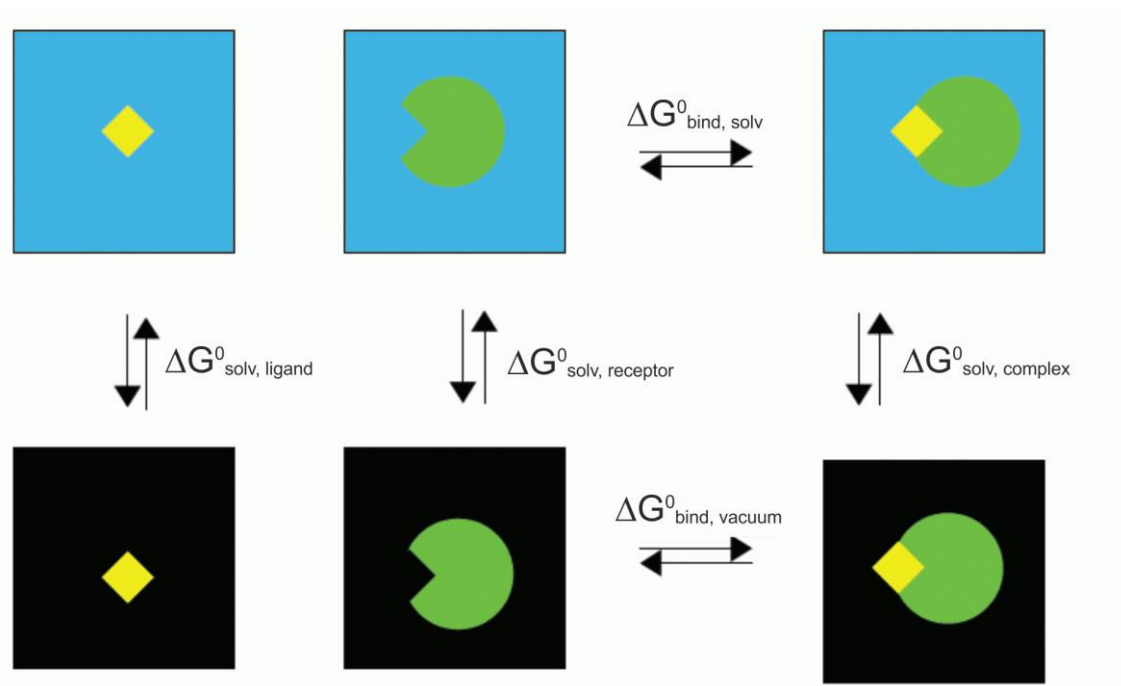 ΔG⁰bind, solv
ΔG⁰solv, ligand
ΔG⁰solv, receptor
ΔG⁰solv, complex
ΔG⁰bind, vacuum